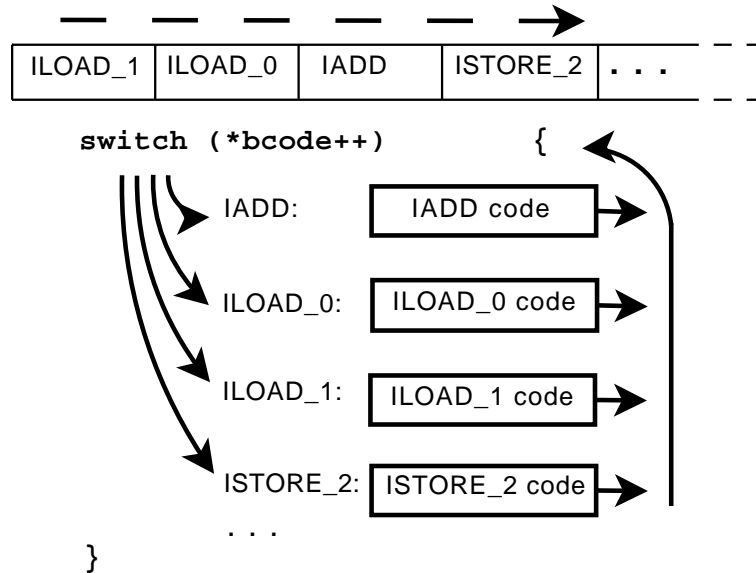 ILOAD_1 ILOAD_0 IADD ISTORE_2 . . .
switch (*bcode++) {
IADD: IADD code
ILOAD_0: ILOAD_0 code
ILOAD_1: ILOAD_1 code
ISTORE_2: ISTORE_2 code
. . .
}